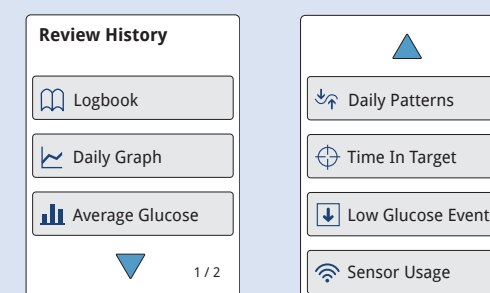 Review History
Logbook
Daily Graph
Average Glucose
1 / 2
Daily Patterns
Time In Target
Low Glucose Event
Sensor Usage